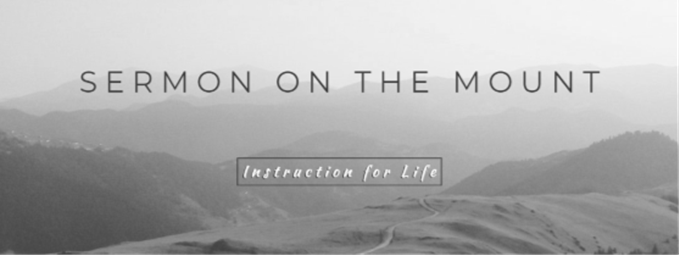 SERMON ON THE MOUNT
Instruction for Life